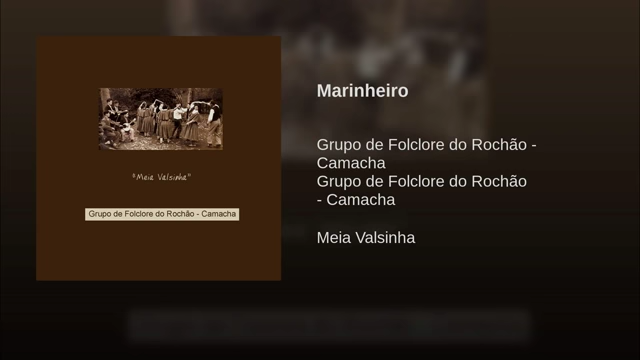 "Meia Valsinha"
Grupo de Folclore do Rochão - Camacha
Marinheiro
Grupo de Folclore do Rochão -
Camacha
Grupo de Folclore do Rochão
- Camacha
Meia Valsinha